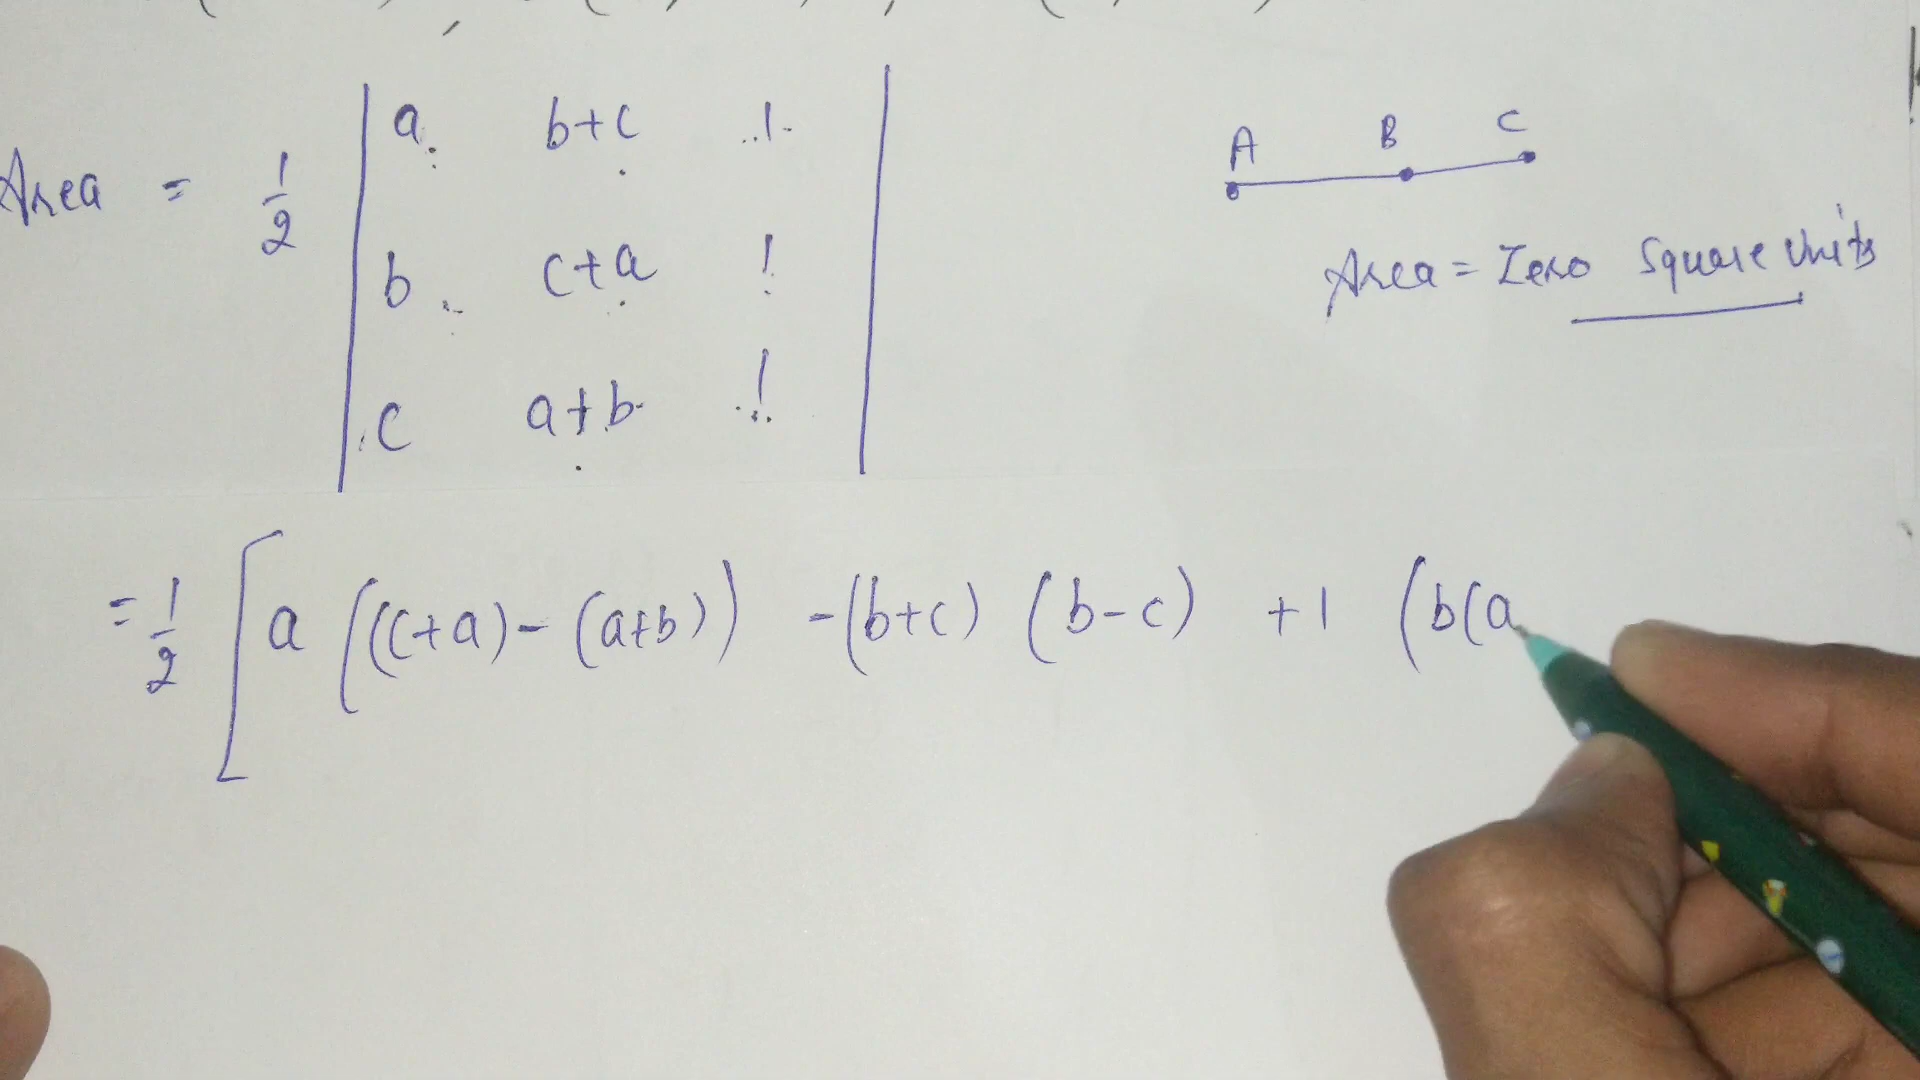 a b+c 1
Area = 1/2
b c+a 1
c a+b 1
A B C
Area = Zero Square Units
= 1/2 [ a ((c+a) - (a+b)) - (b+c) (b-c) + 1 (b(a